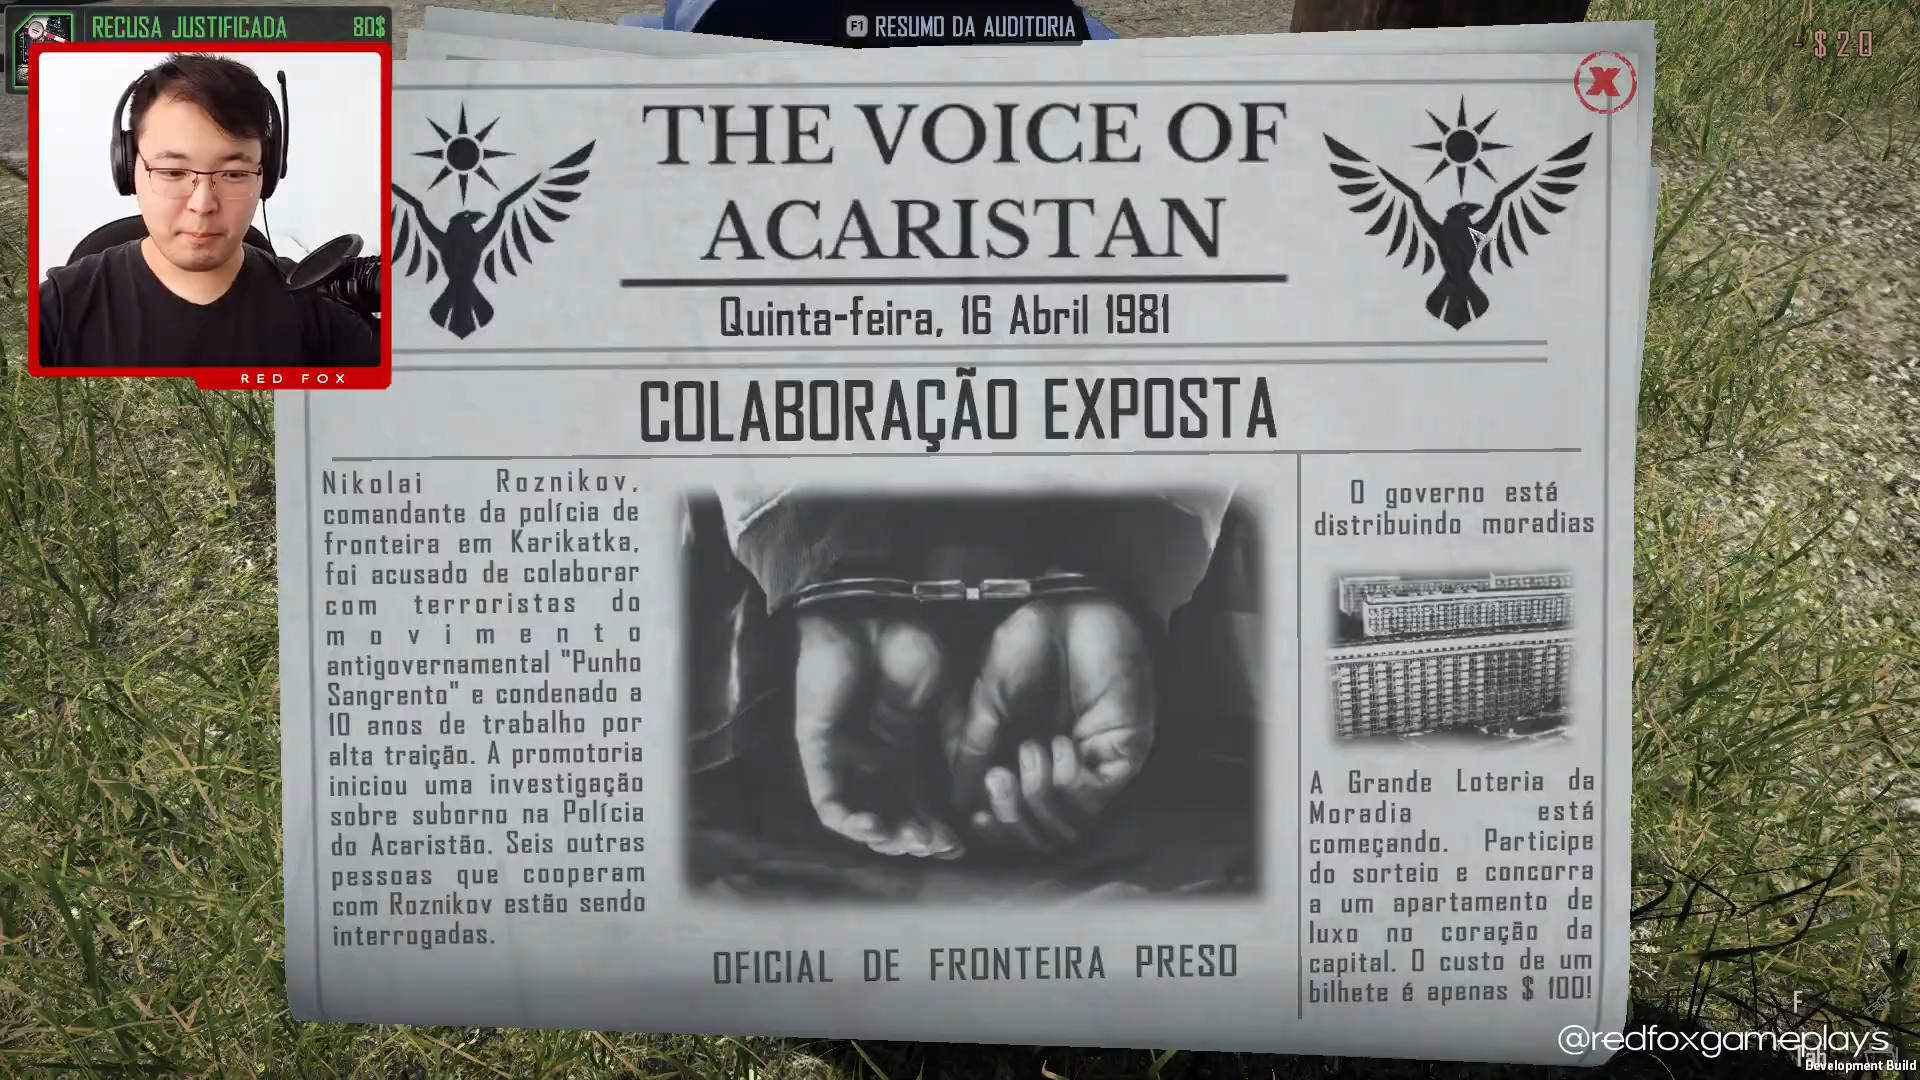 RECUSA JUSTIFICADA 80$
F1 RESUMO DA AUDITORIA
- $20
X
RED FOX
THE VOICE OF
ACARISTAN
Quinta-feira, 16 Abril 1981
COLABORAÇÃO EXPOSTA
Nikolai Roznikov,
comandante da polícia de
fronteira em Karikatka,
foi acusado de colaborar
com terroristas do
movimento
antigovernamental "Punho
Sangrento" e condenado a
10 anos de trabalho por
alta traição. A promotoria
iniciou uma investigação
sobre suborno na Polícia
do Acaristão. Seis outras
pessoas que cooperam
com Roznikov estão sendo
interrogadas.
OFICIAL DE FRONTEIRA PRESO
O governo está
distribuindo moradias
A Grande Loteria da
Moradia está
começando. Participe
do sorteio e concorra
a um apartamento de
luxo no coração da
capital. O custo de um
bilhete é apenas $ 100!
F
@redfoxgameplays
Tab
Development Build